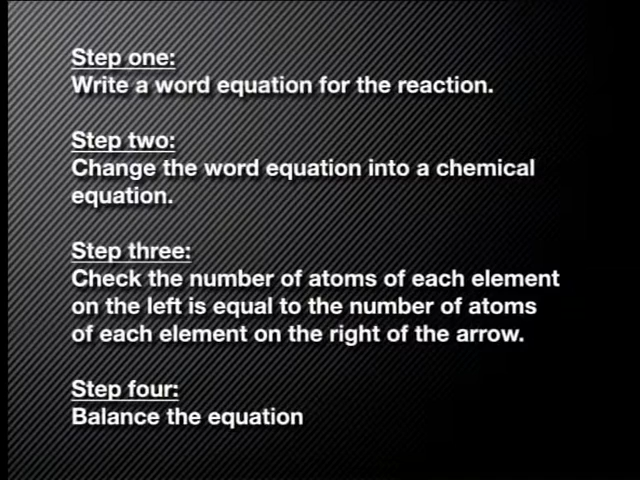 Step one:
Write a word equation for the reaction.
Step two:
Change the word equation into a chemical
equation.
Step three:
Check the number of atoms of each element
on the left is equal to the number of atoms
of each element on the right of the arrow.
Step four:
Balance the equation